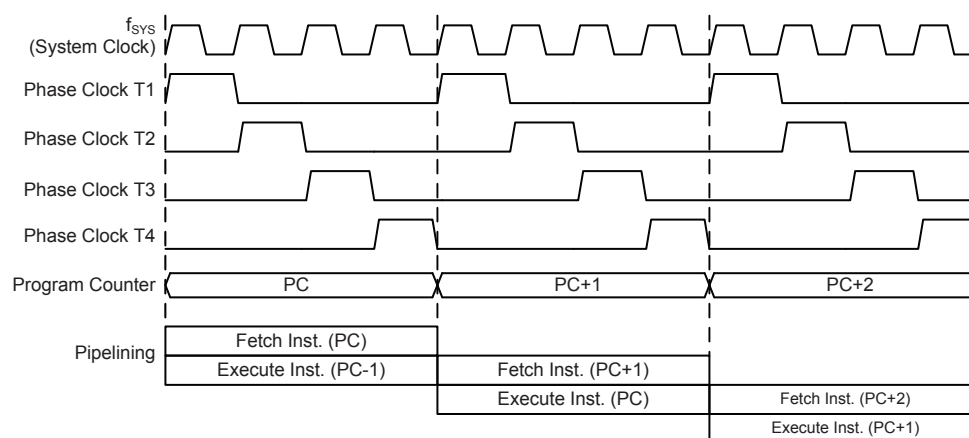 fSYS
(System Clock)
Phase Clock T1
Phase Clock T2
Phase Clock T3
Phase Clock T4
Program Counter PC PC+1 PC+2
Pipelining
Fetch Inst. (PC)
Execute Inst. (PC-1) Fetch Inst. (PC+1)
Execute Inst. (PC) Fetch Inst. (PC+2)
Execute Inst. (PC+1)